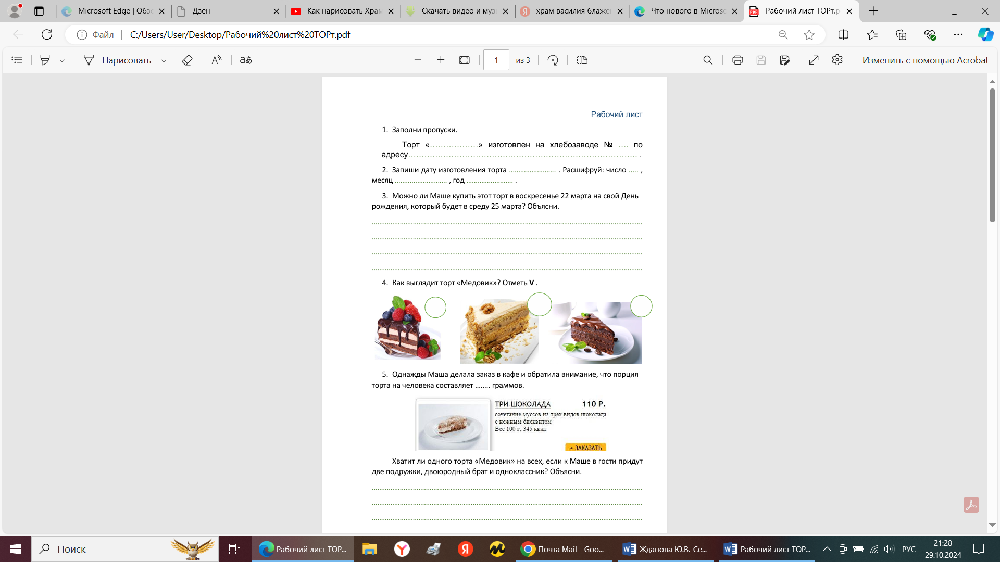 Microsoft Edge | Обзо
Дзен
Как нарисовать Храм
Скачать видео и музы
храм василия блажен
Что нового в Microso
Рабочий лист ТОРт.p
Файл
C:/Users/User/Desktop/Рабочий%20лист%20ТОРт.pdf
Нарисовать
1 из 3
Изменить с помощью Acrobat
Рабочий лист
1. Заполни пропуски.
Торт «………………» изготовлен на хлебозаводе № …. по
адресу…………………………………………………………………………. .
2. Запиши дату изготовления торта ......................... . Расшифруй: число ..... ,
месяц ............................ , год ......................... .
3. Можно ли Маше купить этот торт в воскресенье 22 марта на свой День
рождения, который будет в среду 25 марта? Объясни.
4. Как выглядит торт «Медовик»? Отметь V .
5. Однажды Маша делала заказ в кафе и обратила внимание, что порция
торта на человека составляет ........ граммов.
ТРИ ШОКОЛАДА 110 Р.
сочетание муссов из трех видов шоколада
с нежным бисквитом
Вес 100 г, 345 ккал
+ ЗАКАЗАТЬ
Хватит ли одного торта «Медовик» на всех, если к Маше в гости придут
две подружки, двоюродный брат и одноклассник? Объясни.
Поиск
Рабочий лист ТОР...
Почта Mail - Goo...
Жданова Ю.В._Се...
Рабочий лист ТОР...
РУС
21:28
29.10.2024